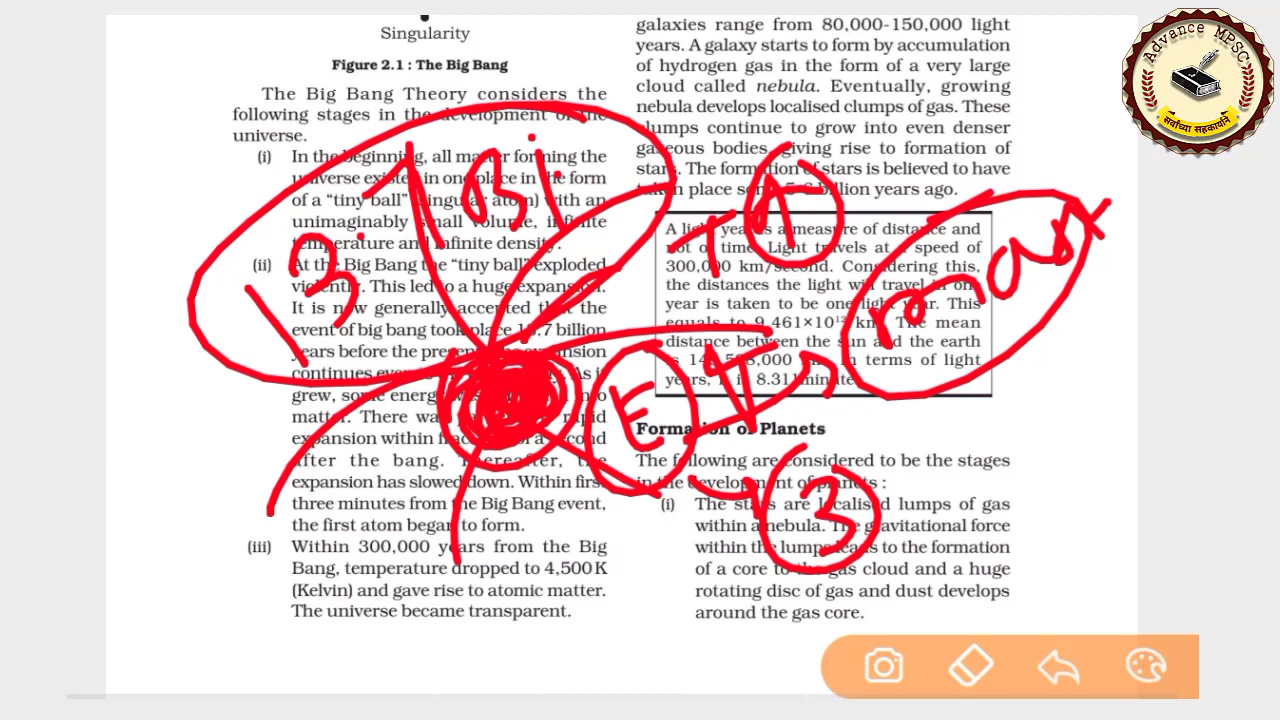 Singularity
Figure 2.1 : The Big Bang
The Big Bang Theory considers the
following stages in the development of the
universe.
(i) In the beginning, all matter forming the
universe existed in one place in the form
of a “tiny ball” (singular atom) with an
unimaginably small volume, infinite
temperature and infinite density.
(ii) At the Big Bang the “tiny ball” exploded
violently. This led to a huge expansion.
It is now generally accepted that the
event of big bang took place 13.7 billion
years before the present. The expansion
continues even to the present day. As it
grew, some energy was converted into
matter. There was particularly rapid
expansion within fractions of a second
after the bang. Thereafter, the
expansion has slowed down. Within first
three minutes from the Big Bang event,
the first atom began to form.
(iii) Within 300,000 years from the Big
Bang, temperature dropped to 4,500 K
(Kelvin) and gave rise to atomic matter.
The universe became transparent.
galaxies range from 80,000-150,000 light
years. A galaxy starts to form by accumulation
of hydrogen gas in the form of a very large
cloud called nebula. Eventually, growing
nebula develops localised clumps of gas. These
clumps continue to grow into even denser
gaseous bodies, giving rise to formation of
stars. The formation of stars is believed to have
taken place some 5-6 billion years ago.
A light year is a measure of distance and
not of time. Light travels at a speed of
300,000 km/second. Considering this,
the distances the light will travel in one
year is taken to be one light year. This
equals to 9.461×10¹² km. The mean
distance between the sun and the earth
is 149,598,000 km. In terms of light
years, it is 8.311 minutes.
Formation of Planets
The following are considered to be the stages
in the development of planets :
(i) The stars are localised lumps of gas
within a nebula. The gravitational force
within the lumps leads to the formation
of a core to the gas cloud and a huge
rotating disc of gas and dust develops
around the gas core.
13.7 Bi
T
E
3
mast
Advance MPSC
सर्वांच्या सहकार्याने